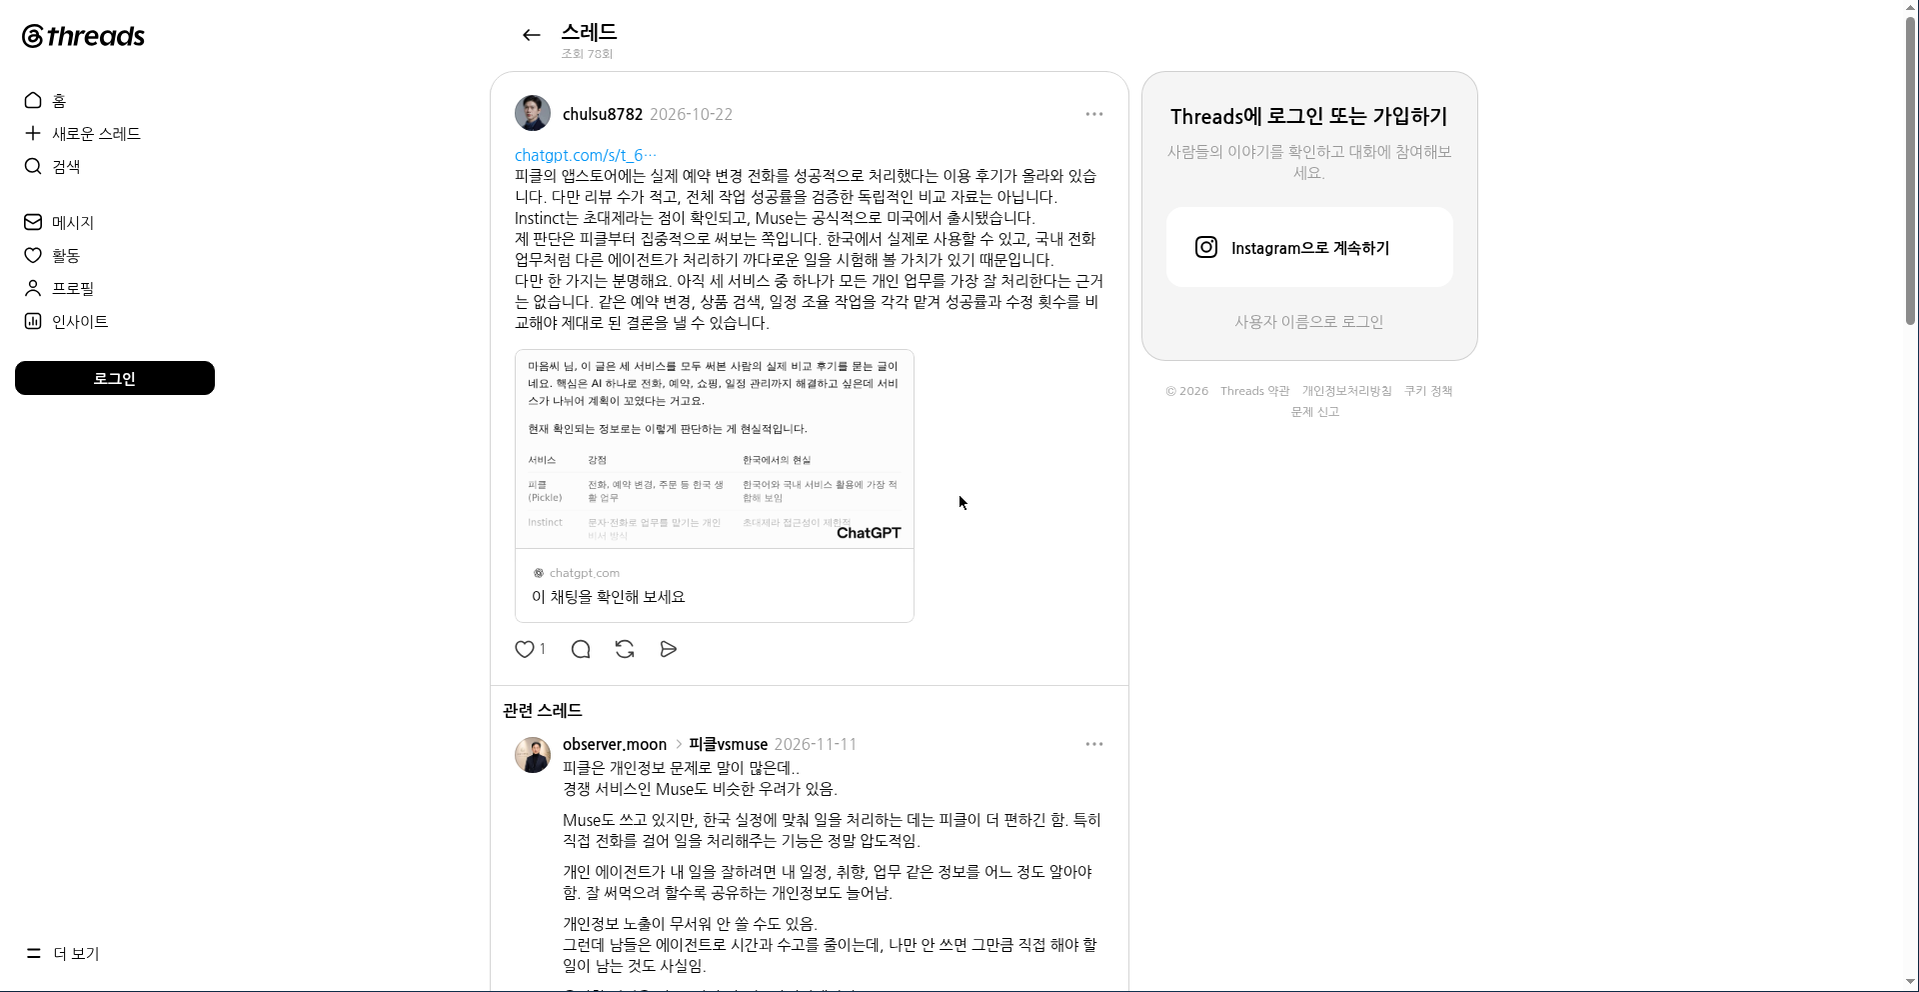 threads
홈
새로운 스레드
검색
메시지
활동
프로필
인사이트
로그인
더 보기
스레드
조회 78회
chulsu8782 2026-10-22
chatgpt.com/s/t_6…
피클의 앱스토어에는 실제 예약 변경 전화를 성공적으로 처리했다는 이용 후기가 올라와 있습
니다. 다만 리뷰 수가 적고, 전체 작업 성공률을 검증한 독립적인 비교 자료는 아닙니다.
Instinct는 초대제라는 점이 확인되고, Muse는 공식적으로 미국에서 출시됐습니다.
제 판단은 피클부터 집중적으로 써보는 쪽입니다. 한국에서 실제로 사용할 수 있고, 국내 전화
업무처럼 다른 에이전트가 처리하기 까다로운 일을 시험해 볼 가치가 있기 때문입니다.
다만 한 가지는 분명해요. 아직 세 서비스 중 하나가 모든 개인 업무를 가장 잘 처리한다는 근거
는 없습니다. 같은 예약 변경, 상품 검색, 일정 조율 작업을 각각 맡겨 성공률과 수정 횟수를 비
교해야 제대로 된 결론을 낼 수 있습니다.
마음씨 님, 이 글은 세 서비스를 모두 써본 사람의 실제 비교 후기를 묻는 글이
네요. 핵심은 AI 하나로 전화, 예약, 쇼핑, 일정 관리까지 해결하고 싶은데 서비
스가 나뉘어 계획이 꼬였다는 거고요.
현재 확인되는 정보로는 이렇게 판단하는 게 현실적입니다.
서비스 강점 한국에서의 현실
피클 전화, 예약 변경, 주문 등 한국 생 한국어와 국내 서비스 활용에 가장 적
(Pickle) 활 업무 합해 보임
Instinct 문자·전화로 업무를 맡기는 개인 초대제라 접근성이 제한적
비서 방식
ChatGPT
chatgpt.com
이 채팅을 확인해 보세요
1
관련 스레드
observer.moon > 피클vsmuse 2026-11-11
피클은 개인정보 문제로 말이 많은데..
경쟁 서비스인 Muse도 비슷한 우려가 있음.
Muse도 쓰고 있지만, 한국 실정에 맞춰 일을 처리하는 데는 피클이 더 편하긴 함. 특히
직접 전화를 걸어 일을 처리해주는 기능은 정말 압도적임.
개인 에이전트가 내 일을 잘하려면 내 일정, 취향, 업무 같은 정보를 어느 정도 알아야
함. 잘 써먹으려 할수록 공유하는 개인정보도 늘어남.
개인정보 노출이 무서워 안 쓸 수도 있음.
그런데 남들은 에이전트로 시간과 수고를 줄이는데, 나만 안 쓰면 그만큼 직접 해야 할
일이 남는 것도 사실임.
Threads에 로그인 또는 가입하기
사람들의 이야기를 확인하고 대화에 참여해보
세요.
Instagram으로 계속하기
사용자 이름으로 로그인
© 2026 Threads 약관 개인정보처리방침 쿠키 정책
문제 신고